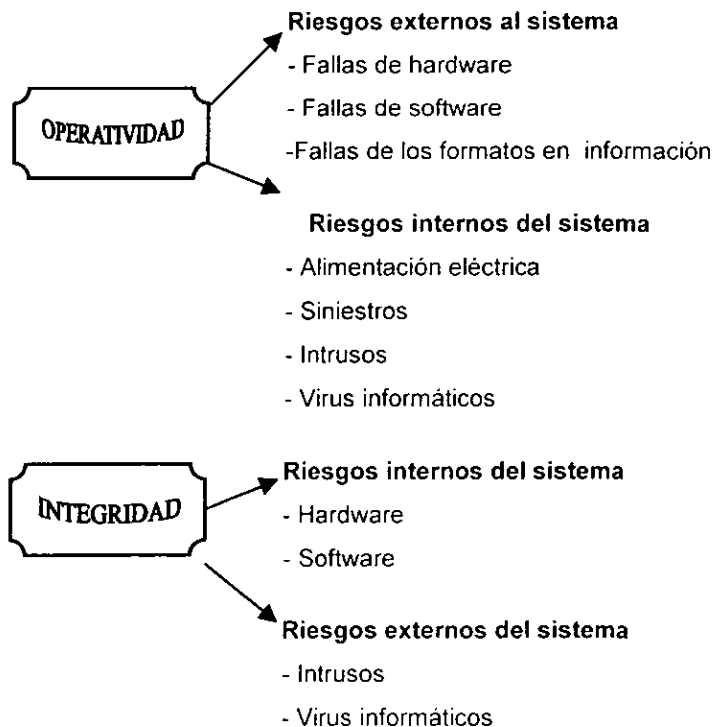 Riesgos externos al sistema
- Fallas de hardware
- Fallas de software
-Fallas de los formatos en información
OPERATIVIDAD
Riesgos internos del sistema
- Alimentación eléctrica
- Siniestros
- Intrusos
- Virus informáticos
Riesgos internos del sistema
- Hardware
- Software
INTEGRIDAD
Riesgos externos del sistema
- Intrusos
- Virus informáticos